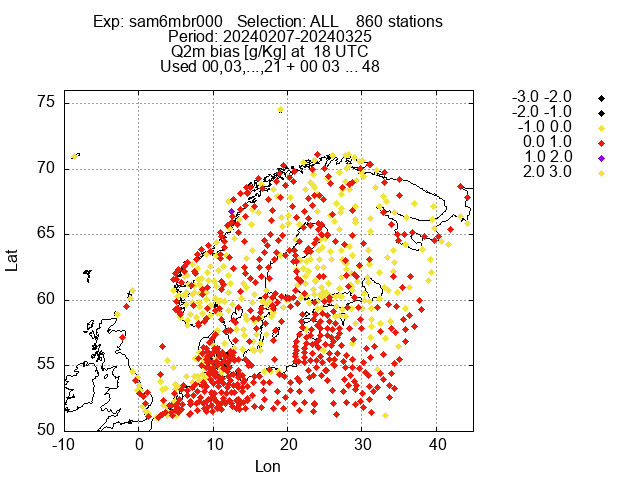 Exp: sam6mbr000 Selection: ALL 860 stations
Period: 20240207-20240325
Q2m bias [g/Kg] at 18 UTC
Used 00,03,...,21 + 00 03 ... 48
75
70
65
60
55
50
-10 0 10 20 30 40
Lat
Lon
-3.0 -2.0
-2.0 -1.0
-1.0 0.0
0.0 1.0
1.0 2.0
2.0 3.0